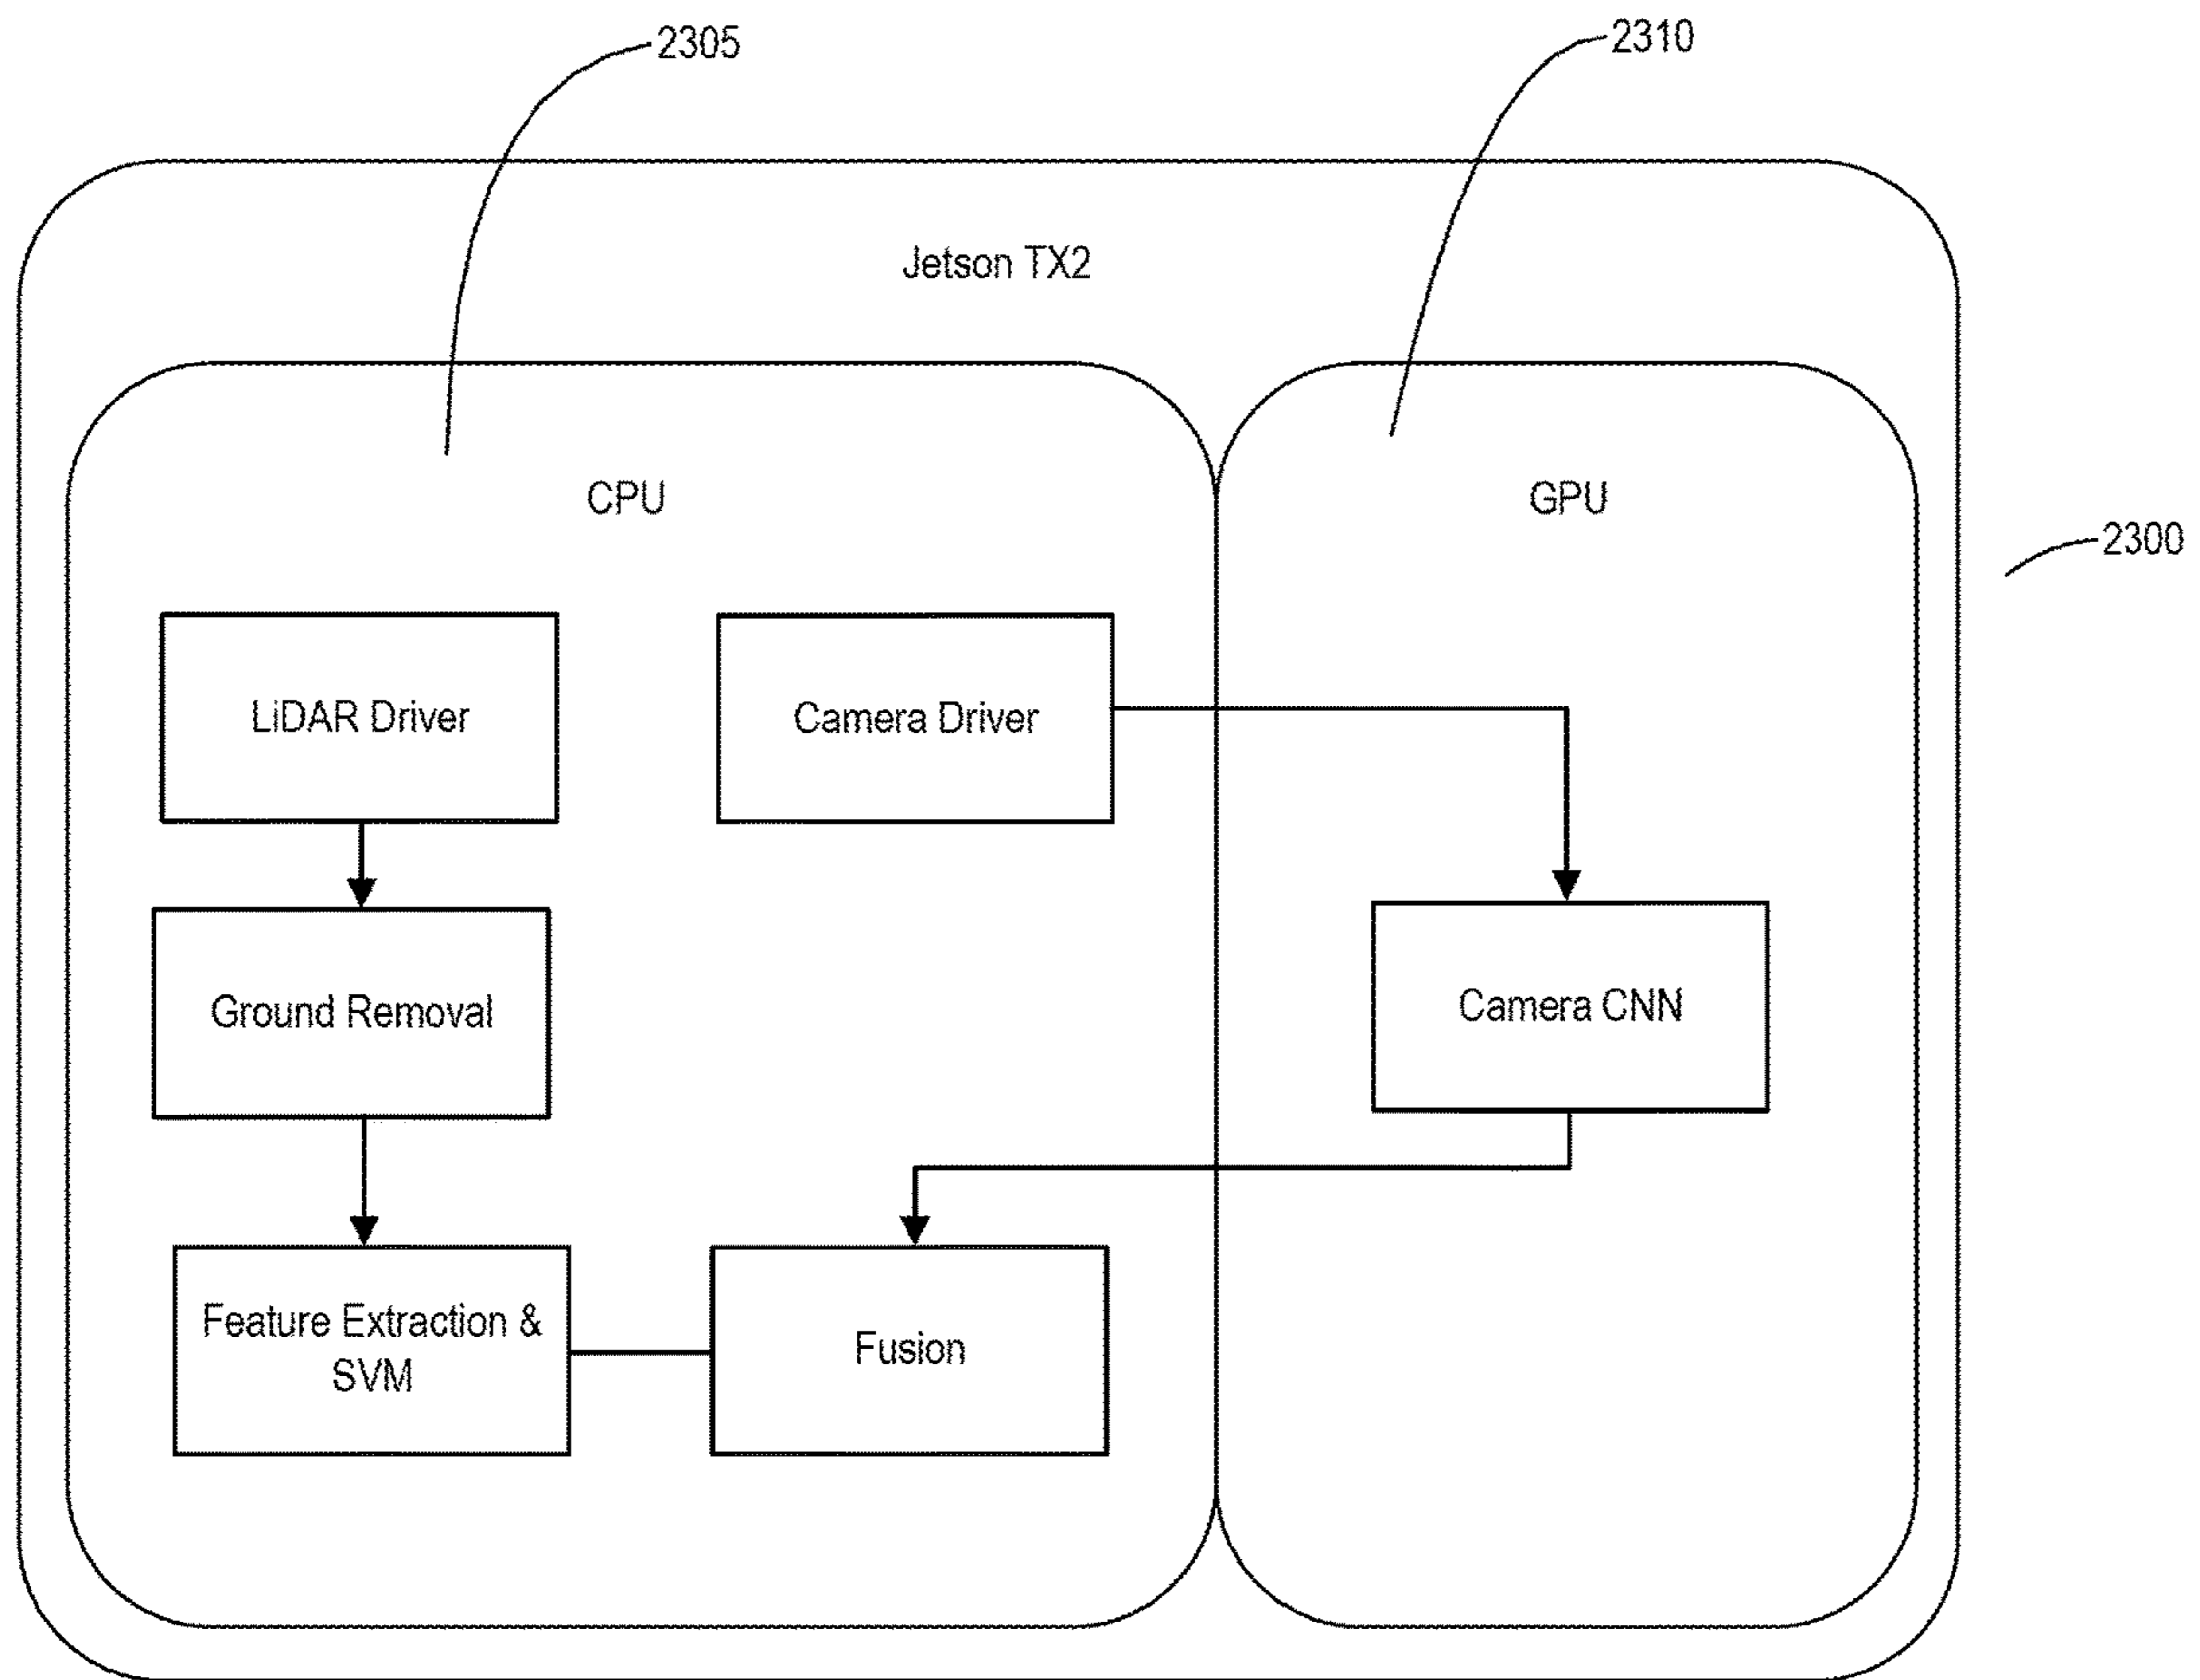 2305
2310
Jetson TX2
CPU
GPU
2300
LiDAR Driver
Camera Driver
Ground Removal
Camera CNN
Feature Extraction &
SVM
Fusion